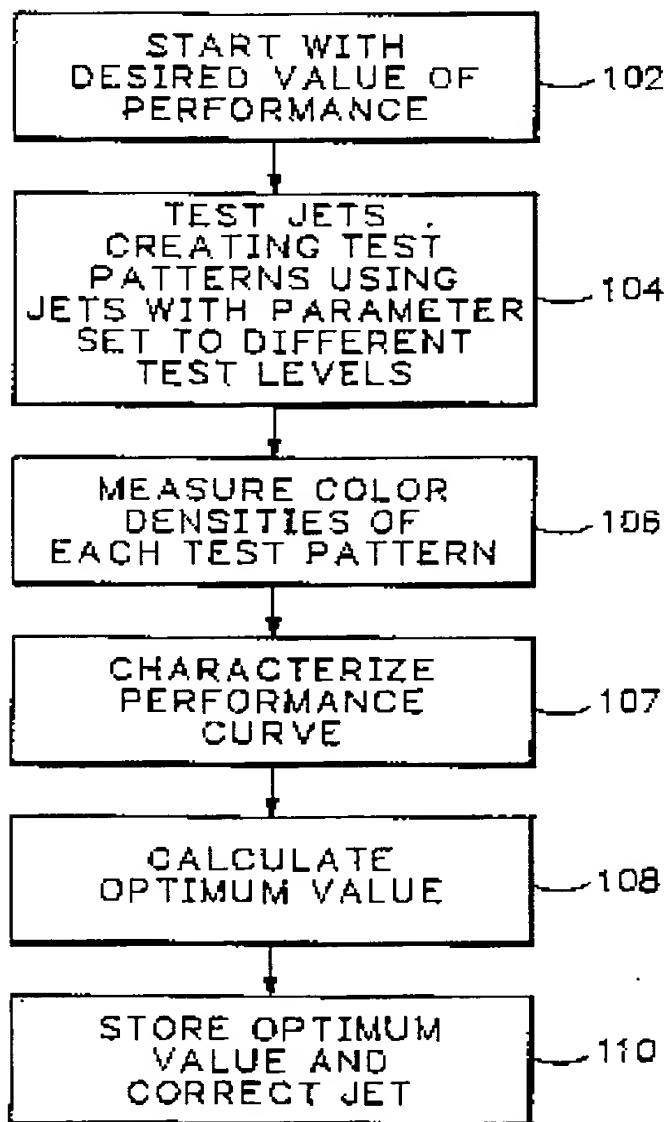 START WITH
DESIRED VALUE OF
PERFORMANCE
102
TEST JETS
CREATING TEST
PATTERNS USING
JETS WITH PARAMETER
SET TO DIFFERENT
TEST LEVELS
104
MEASURE COLOR
DENSITIES OF
EACH TEST PATTERN
106
CHARACTERIZE
PERFORMANCE
CURVE
107
CALCULATE
OPTIMUM VALUE
108
STORE OPTIMUM
VALUE AND
CORRECT JET
110